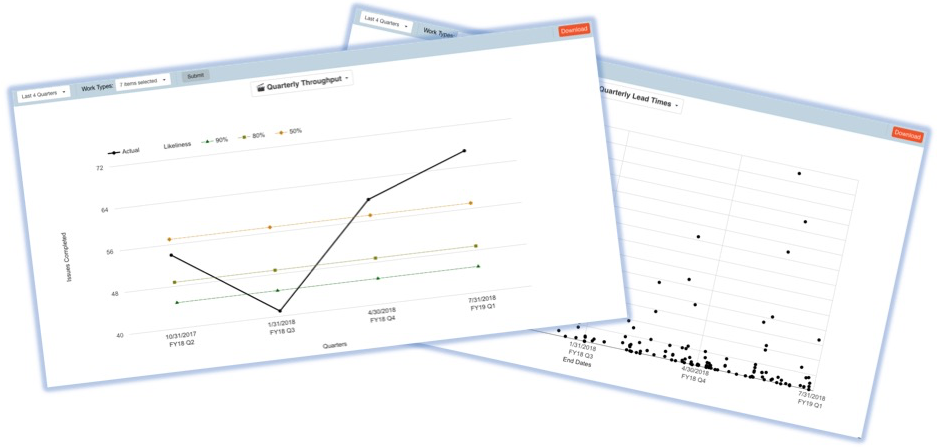 Last 4 Quarters
Work Types: 7 items selected
Submit
Download
Quarterly Throughput
Actual
Likeliness
90%
80%
50%
72
64
56
48
40
Issues Completed
10/31/2017
FY18 Q2
1/31/2018
FY18 Q3
4/30/2018
FY18 Q4
7/31/2018
FY19 Q1
Quarters
Last 4 Quarters
Work Types:
Download
Quarterly Lead Times
1/31/2018
FY18 Q3
4/30/2018
FY18 Q4
7/31/2018
FY19 Q1
End Dates